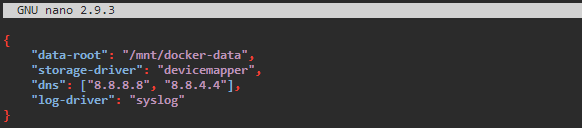 GNU nano 2.9.3
{
    "data-root": "/mnt/docker-data",
    "storage-driver": "devicemapper",
    "dns": ["8.8.8.8", "8.8.4.4"],
    "log-driver": "syslog"
}